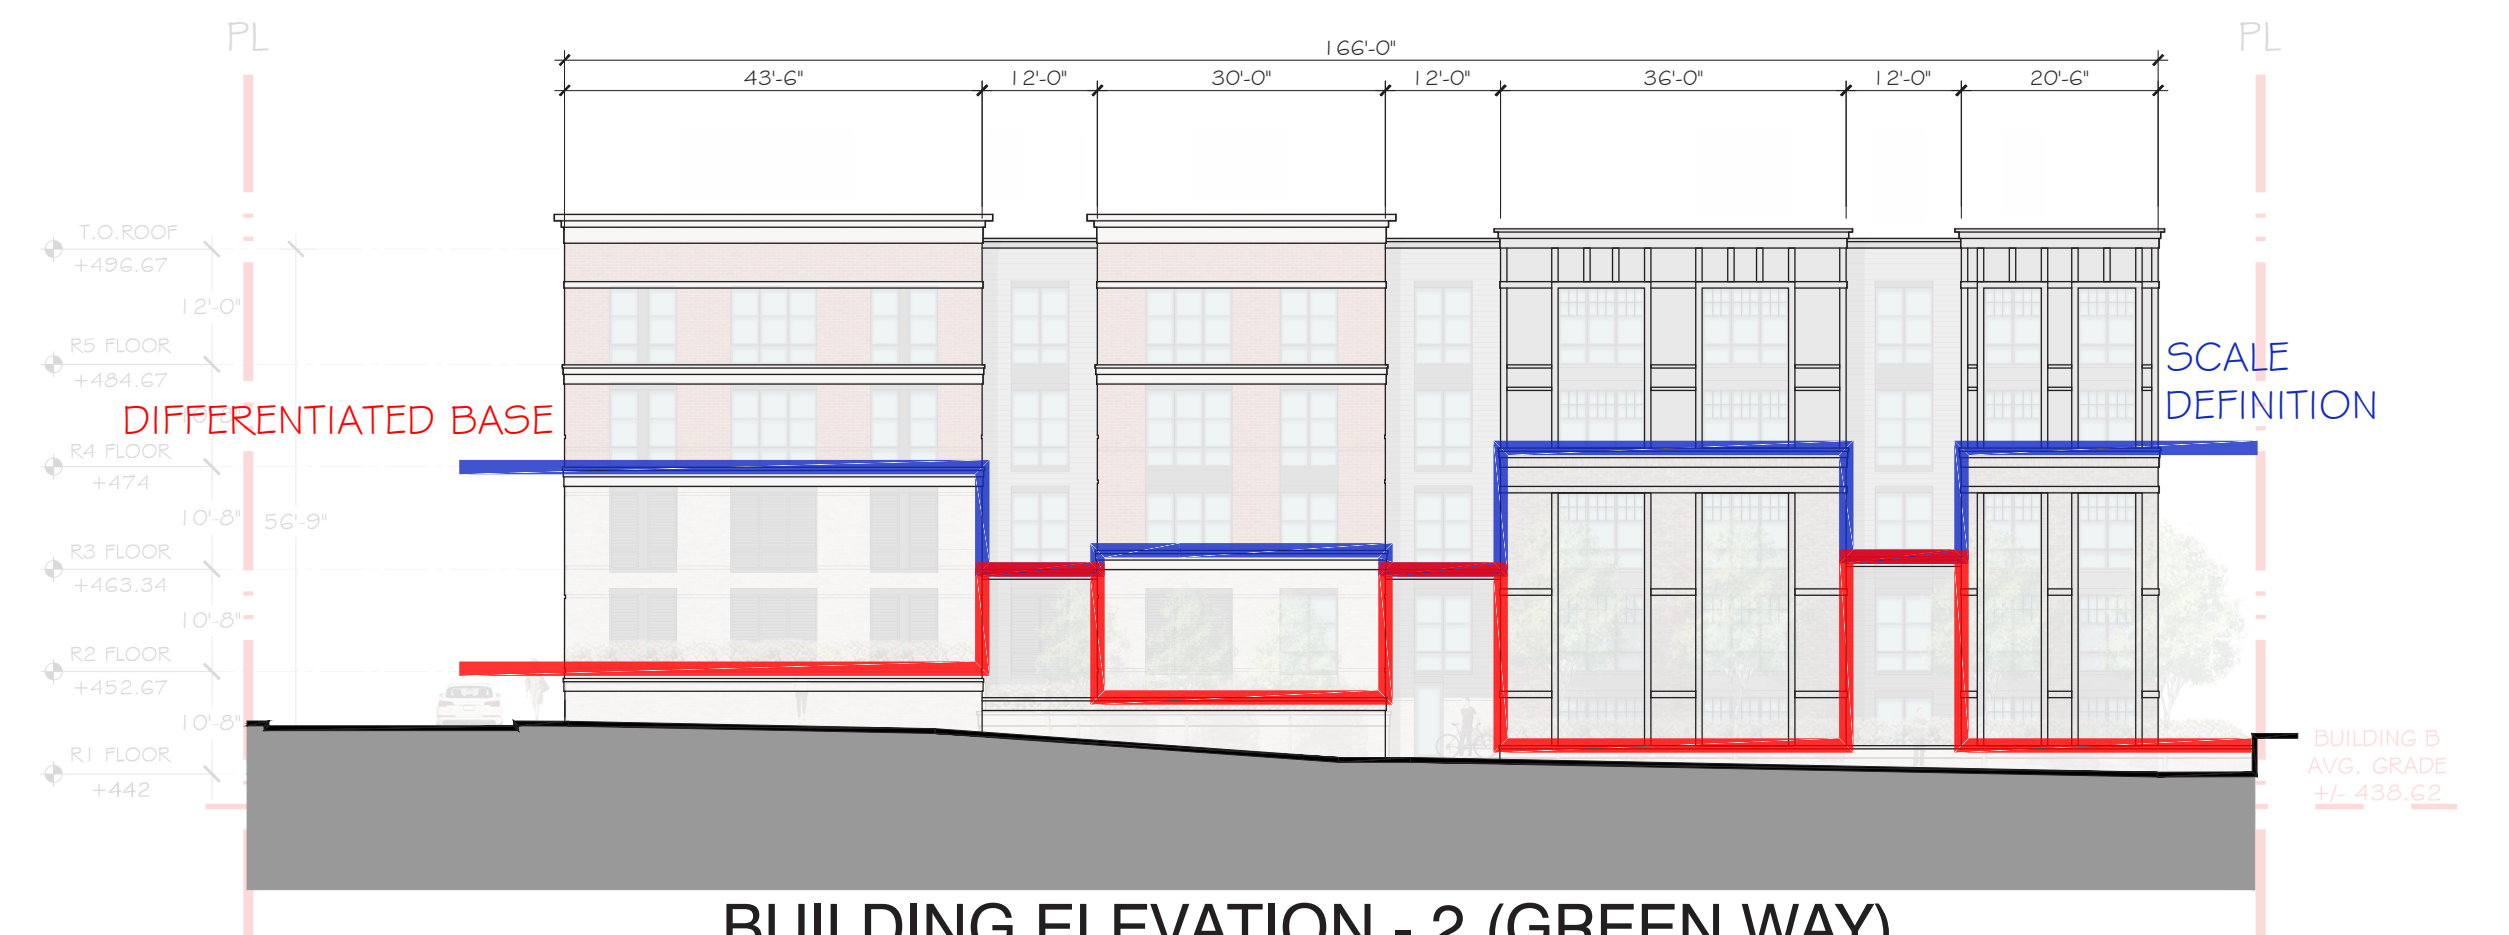 PL
PL
166'-0"
43'-6"
12'-0"
30'-0"
12'-0"
36'-0"
12'-0"
20'-6"
T.O.ROOF
+496.67
12'-0"
R5 FLOOR
+484.67
SCALE
DEFINITION
DIFFERENTIATED BASE
R4 FLOOR
+474
10'-8"
56'-9"
R3 FLOOR
+463.34
10'-8"
R2 FLOOR
+452.67
10'-8"
R1 FLOOR
+442
BUILDING B
AVG. GRADE
+/- 438.62
BUILDING ELEVATION - 2 (GREEN WAY)